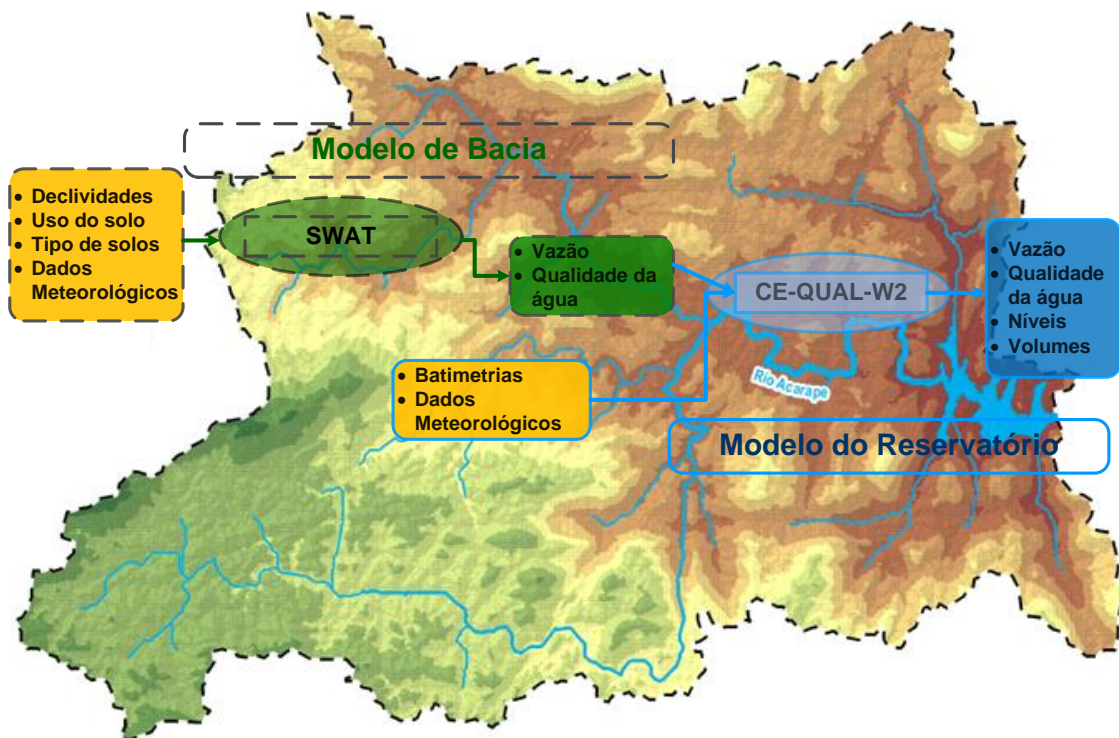 Modelo de Bacia
• Declividades
• Uso do solo
• Tipo de solos
• Dados
Meteorológicos
SWAT
• Vazão
• Qualidade da
água
CE-QUAL-W2
• Vazão
• Qualidade
da água
• Níveis
• Volumes
• Batimetrias
• Dados
Meteorológicos
Rio Acarape
Modelo do Reservatório